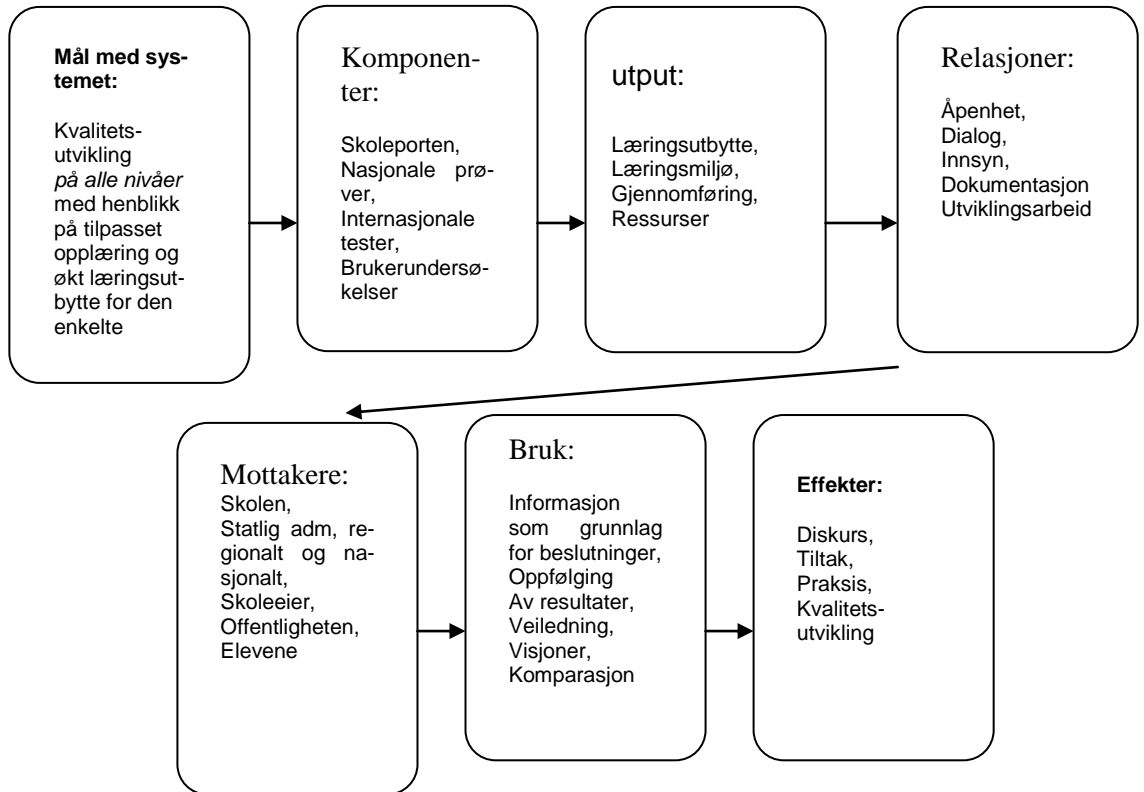 Mål med sys-
temet:
Kvalitets-
utvikling
på alle nivåer
med henblikk
på tilpasset
opplæring og
økt læringsut-
bytte for den
enkelte
Komponen-
ter:
Skoleporten,
Nasjonale prø-
ver,
Internasjonale
tester,
Brukerundersø-
kelser
utput:
Læringsutbytte,
Læringsmiljø,
Gjennomføring,
Ressurser
Relasjoner:
Åpenhet,
Dialog,
Innsyn,
Dokumentasjon
Utviklingsarbeid
Mottakere:
Skolen,
Statlig adm, re-
gionalt og na-
sjonalt,
Skoleeier,
Offentligheten,
Elevene
Bruk:
Informasjon
som grunnlag
for beslutninger,
Oppfølging
Av resultater,
Veiledning,
Visjoner,
Komparasjon
Effekter:
Diskurs,
Tiltak,
Praksis,
Kvalitets-
utvikling